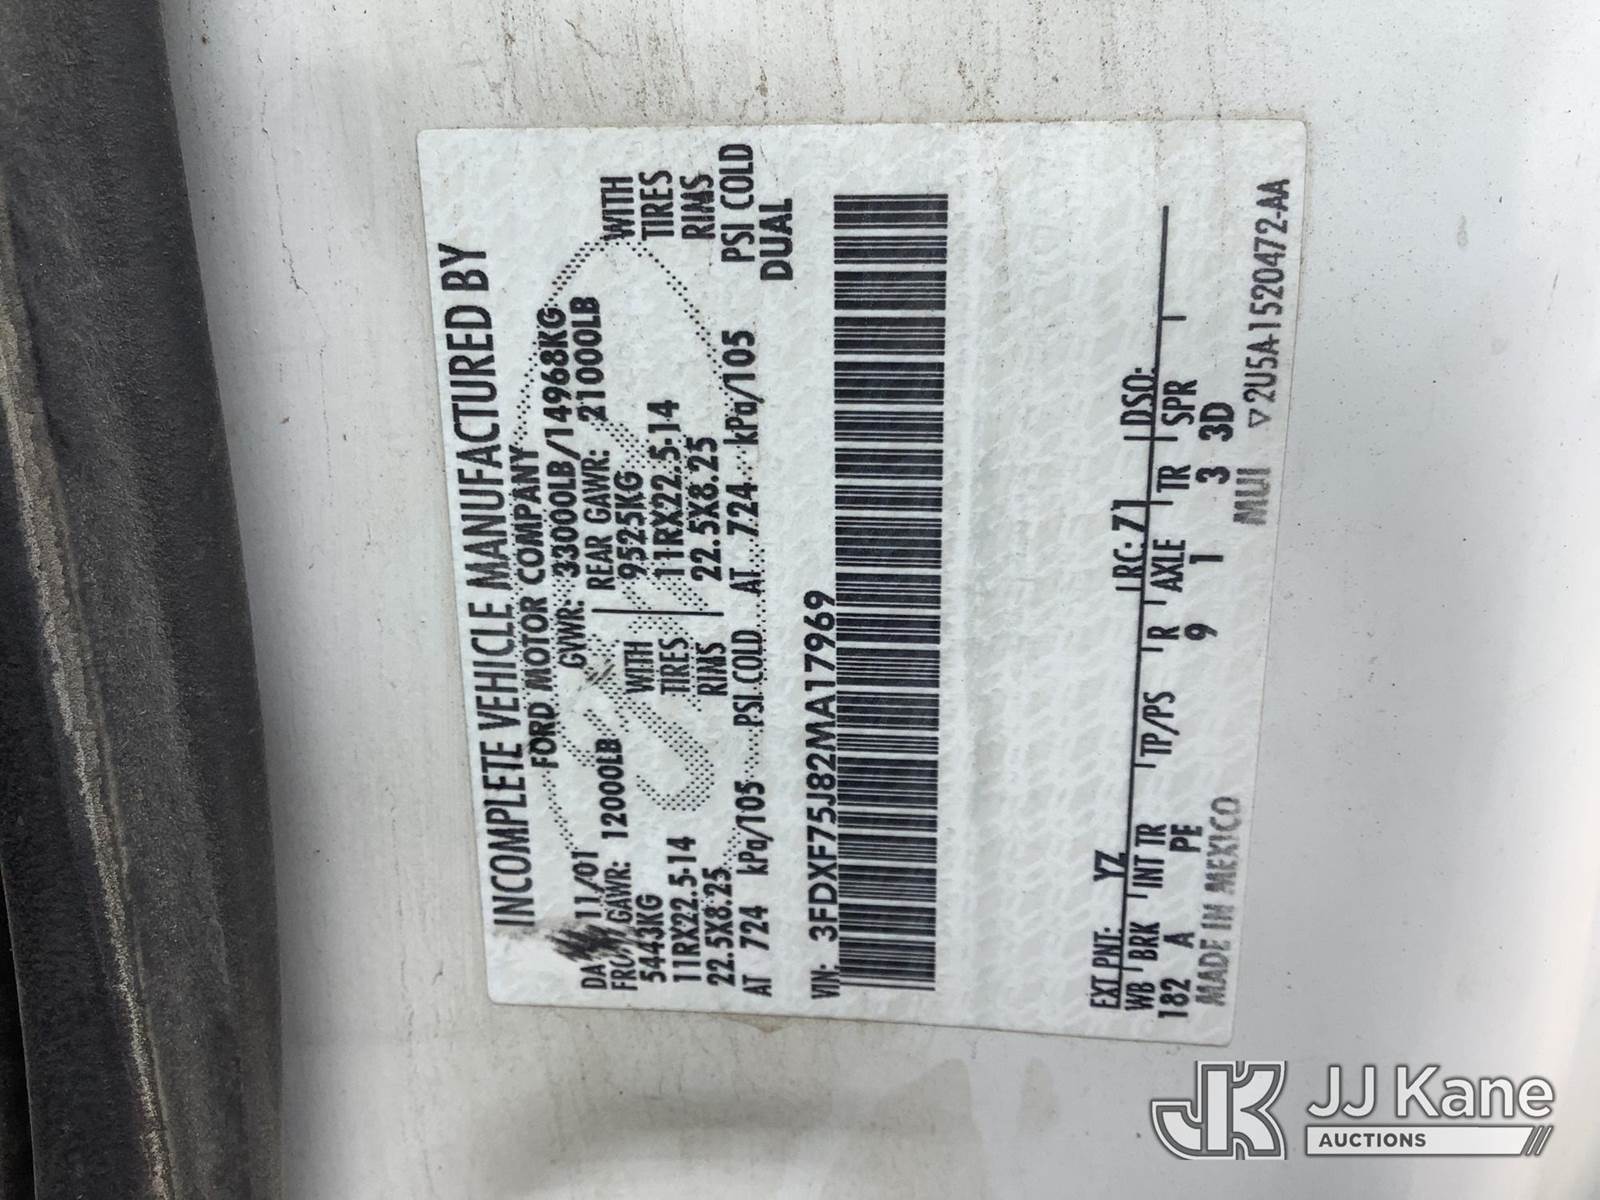 INCOMPLETE VEHICLE MANUFACTURED BY
FORD MOTOR COMPANY
11/01 GVWR: 33000LB/14968KG
GAWR: 12000LB REAR GAWR: 21000LB
5443KG WITH 9525KG WITH
11RX22.5-14 TIRES 11RX22.5-14 TIRES
22.5X8.25 RIMS 22.5X8.25 RIMS
AT 724 kPa/105 PSI COLD AT 724 kPa/105 PSI COLD
DUAL
VIN: 3FDXF75J82MA17969
EXT PNT: YZ RC: 71 DSO:
WB BRK INT TR TP/PS R AXLE TR SPR
182 A PE 9 1 3 3D
MADE IN MEXICO MUI ▽2U5A-1520472-AA
JK JJ Kane
AUCTIONS